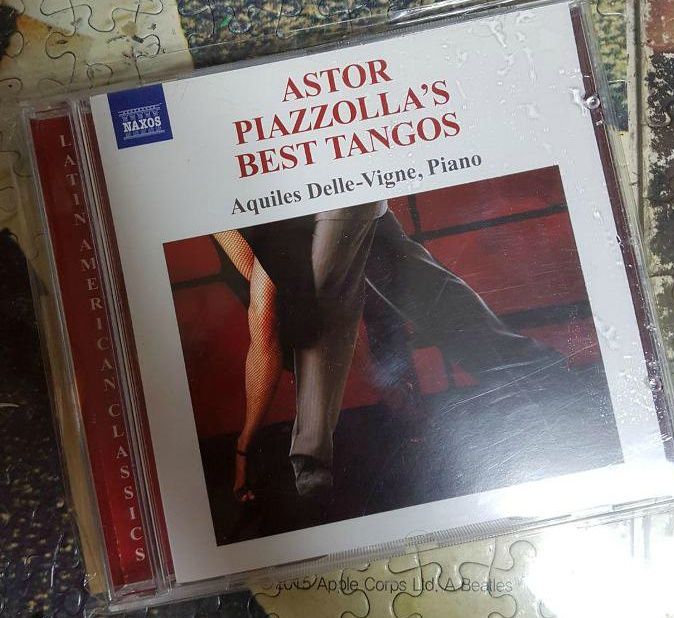 NAXOS
ASTOR
PIAZZOLLA'S
BEST TANGOS
Aquiles Delle-Vigne, Piano
LATIN AMERICAN CLASSICS
Apple Corps Ltd. A Beatles